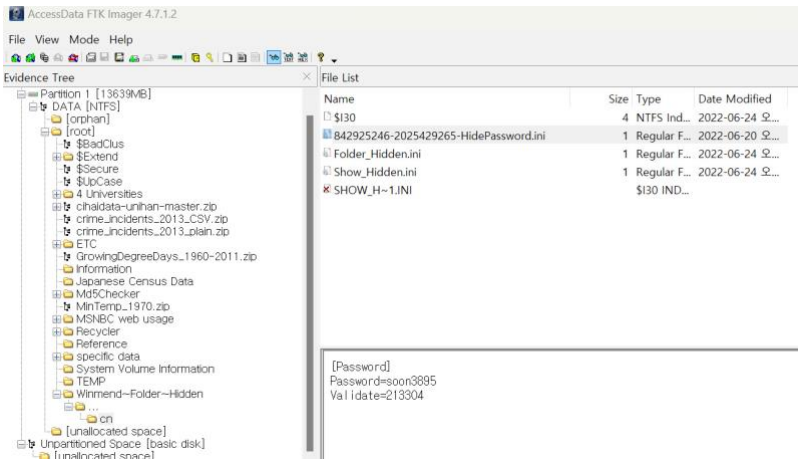 AccessData FTK Imager 4.7.1.2
File View Mode Help
Evidence Tree
Partition 1 [13639MB]
DATA [NTFS]
[orphan]
[root]
$BadClus
$Extend
$Secure
$UpCase
4 Universities
cihaidata-unihan-master.zip
crime_incidents_2013_CSV.zip
crime_incidents_2013_plain.zip
ETC
GrowingDegreeDays_1960-2011.zip
Information
Japanese Census Data
Md5Checker
MinTemp_1970.zip
MSNBC web usage
Recycler
Reference
specific data
System Volume Information
TEMP
Winmend~Folder~Hidden
...
cn
[unallocated space]
Unpartitioned Space [basic disk]
[unallocated space]
File List
Name Size Type Date Modified
$I30 4 NTFS Ind... 2022-06-24 오...
842925246-2025429265-HidePassword.ini 1 Regular F... 2022-06-20 오...
Folder_Hidden.ini 1 Regular F... 2022-06-24 오...
Show_Hidden.ini 1 Regular F... 2022-06-24 오...
SHOW_H~1.INI $I30 IND...
[Password]
Password=soon3895
Validate=213304